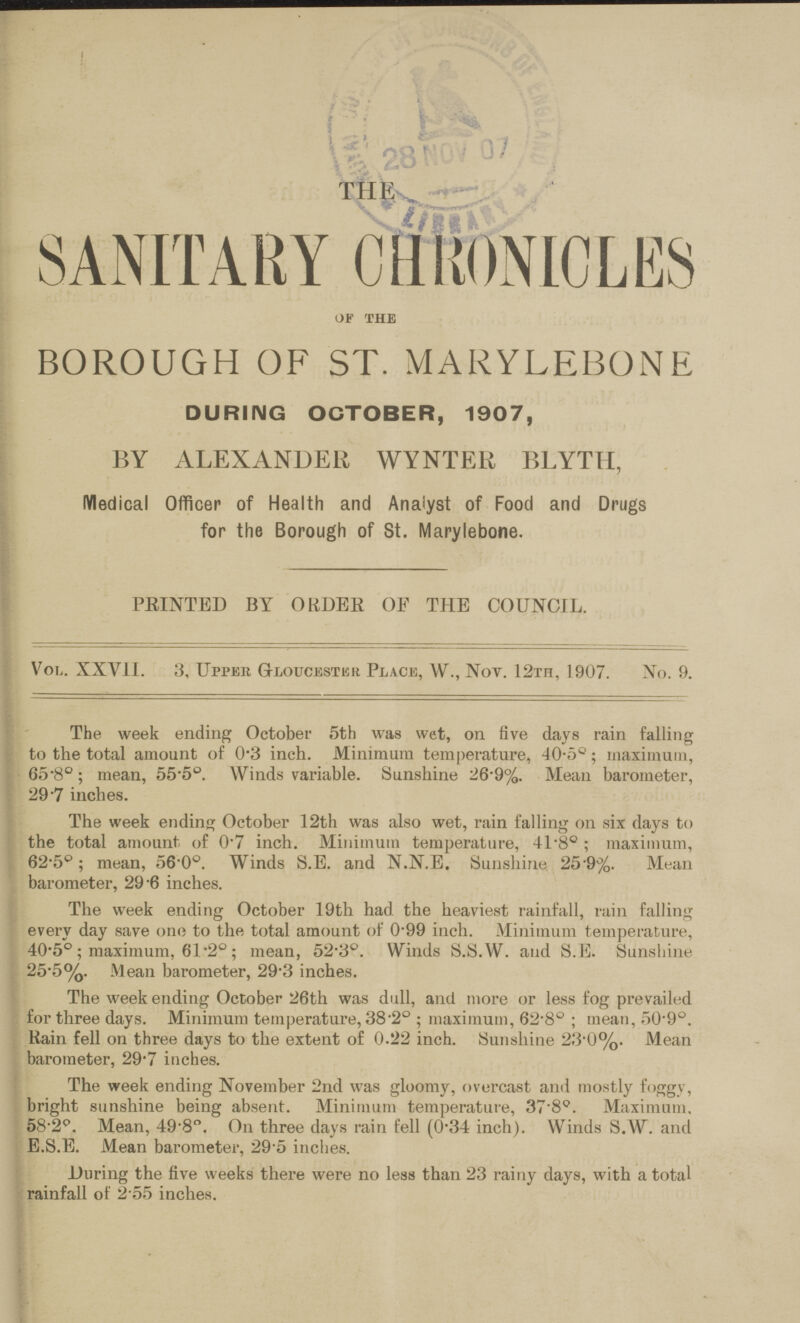 OF SURGEONS OF ENGLAND
28 NOV 07
LIBRARY
THE
SANITARY CHRONICLES
OF THE
BOROUGH OF ST. MARYLEBONE
DURING OCTOBER, 1907,
BY ALEXANDER WYNTER BLYTH,
Medical Officer of Health and Analyst of Food and Drugs
for the Borough of St. Marylebone.
PRINTED BY ORDER OF THE COUNCIL.
VOL. XXVII. 3, UPPER GLOUCESTER PLACE, W., NOV. 12TH, 1907. No. 9.
The week ending October 5th was wet, on five days rain falling
to the total amount of 0·3 inch. Minimum temperature, 40·5°; maximum,
65·8°; mean, 55·5°. Winds variable. Sunshine 26·9%. Mean barometer,
29·7 inches.
The week ending October 12th was also wet, rain falling on six days to
the total amount of 0·7 inch. Minimum temperature, 41·8°; maximum,
62·5°; mean, 56·0°. Winds S.E. and N.N.E. Sunshine 25·9%. Mean
barometer, 29·6 inches.
The week ending October 19th had the heaviest rainfall, rain falling
every day save one to the total amount of 0·99 inch. Minimum temperature,
40·5°; maximum, 61·2°; mean, 52·3°. Winds S.S.W. and S.E. Sunshine
25·5%. Mean barometer, 29·3 inches.
The week ending October 26th was dull, and more or less fog prevailed
for three days. Minimum temperature, 38·2°; maximum, 62·8°; mean, 50·9°.
Rain fell on three days to the extent of 0.22 inch. Sunshine 23·0%. Mean
barometer, 29·7 inches.
The week ending November 2nd was gloomy, overcast and mostly foggy,
bright sunshine being absent. Minimum temperature, 37·8°. Maximum,
58·2°. Mean, 49·8°. On three days rain fell (0·34 inch). Winds S.W. and
E.S.E. Mean barometer, 29·5 inches.
During the five weeks there were no less than 23 rainy days, with a total
rainfall of 2·55 inches.